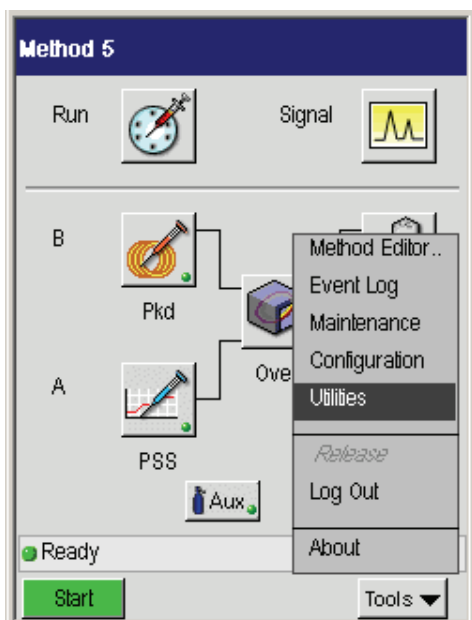 Method 5
Run
Signal
B
Pkd
Ove
A
PSS
Aux
Method Editor..
Event Log
Maintenance
Configuration
Utilities
Release
Log Out
About
Ready
Start
Tools